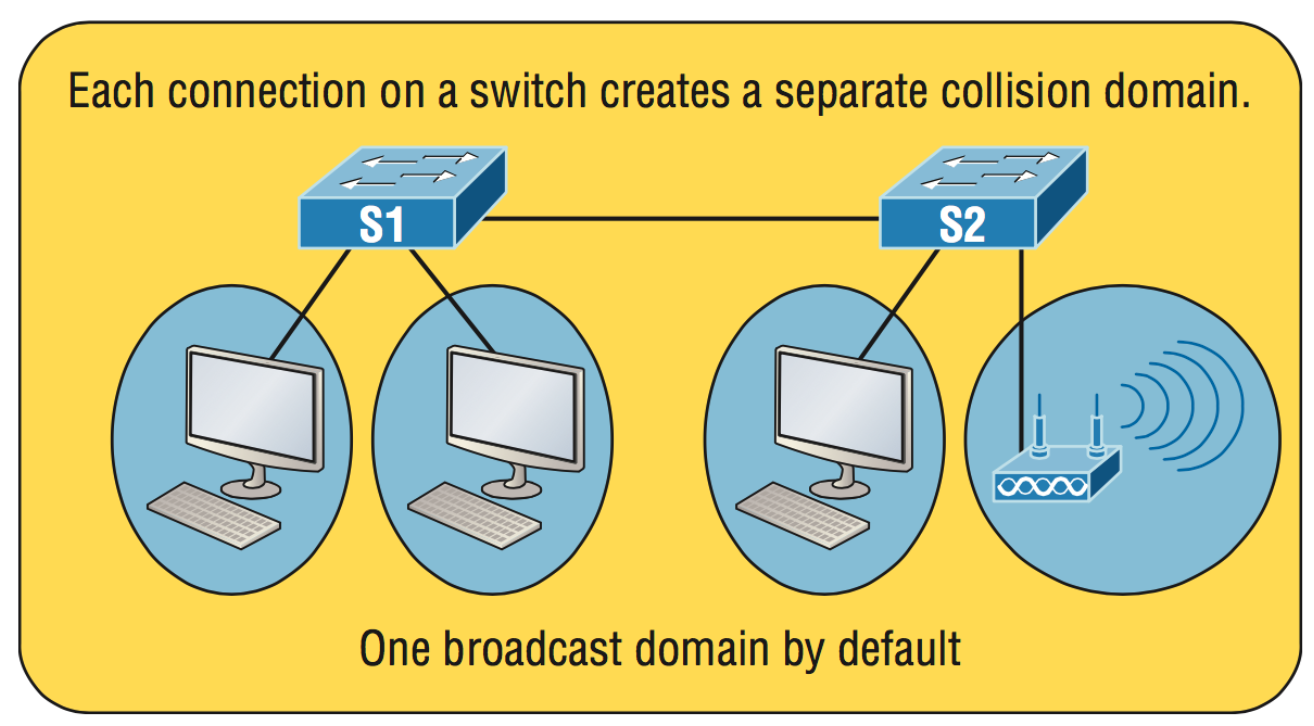 Each connection on a switch creates a separate collision domain.
S1
S2
One broadcast domain by default